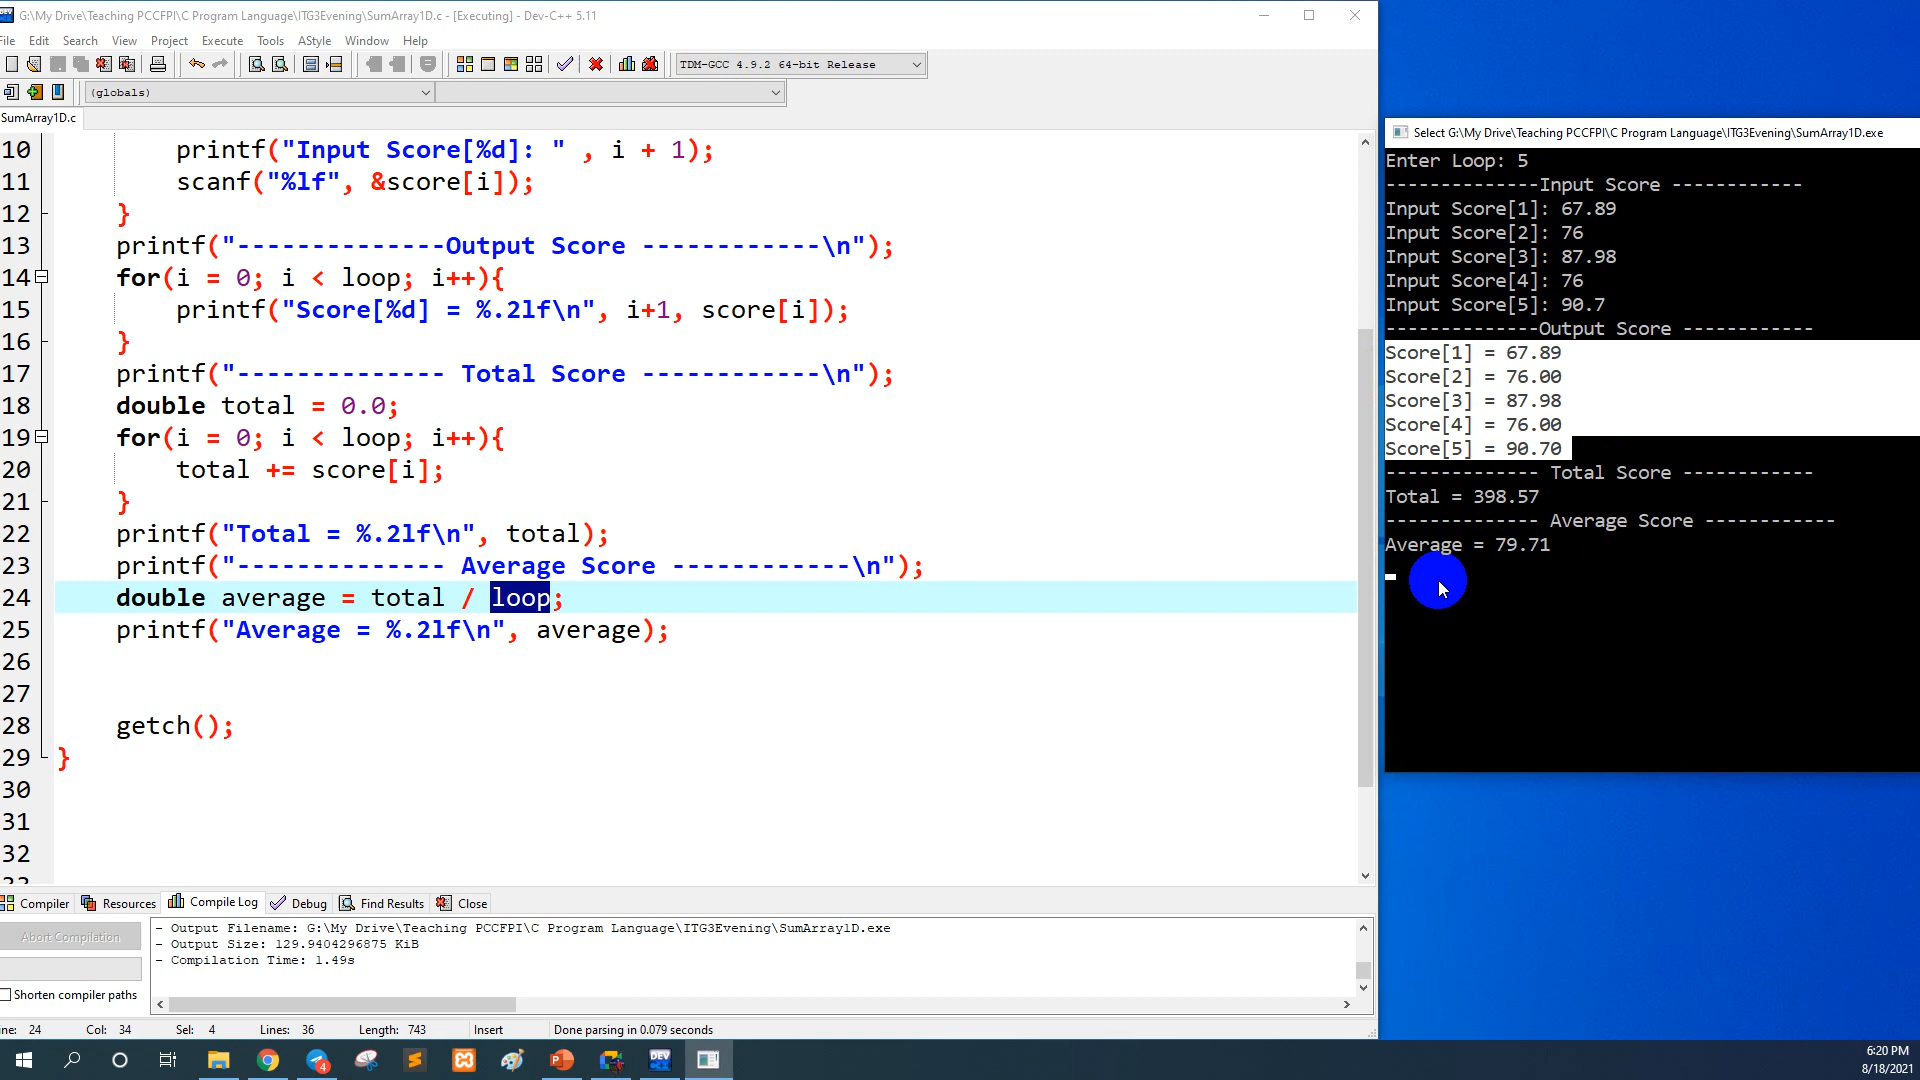 G:\My Drive\Teaching PCCFPI\C Program Language\ITG3Evening\SumArray1D.c - [Executing] - Dev-C++ 5.11
File Edit Search View Project Execute Tools AStyle Window Help
TDM-GCC 4.9.2 64-bit Release
(globals)
SumArray1D.c
10 printf("Input Score[%d]: " , i + 1);
11 scanf("%lf", &score[i]);
12 }
13 printf("--------------Output Score ------------\n");
14 for(i = 0; i < loop; i++){
15 printf("Score[%d] = %.2lf\n", i+1, score[i]);
16 }
17 printf("-------------- Total Score ------------\n");
18 double total = 0.0;
19 for(i = 0; i < loop; i++){
20 total += score[i];
21 }
22 printf("Total = %.2lf\n", total);
23 printf("-------------- Average Score ------------\n");
24 double average = total / loop;
25 printf("Average = %.2lf\n", average);
26
27
28 getch();
29 }
30
31
32
Compiler Resources Compile Log Debug Find Results Close
Abort Compilation
Shorten compiler paths
- Output Filename: G:\My Drive\Teaching PCCFPI\C Program Language\ITG3Evening\SumArray1D.exe
- Output Size: 129.9404296875 KiB
- Compilation Time: 1.49s
ine: 24 Col: 34 Sel: 4 Lines: 36 Length: 743 Insert Done parsing in 0.079 seconds
Select G:\My Drive\Teaching PCCFPI\C Program Language\ITG3Evening\SumArray1D.exe
Enter Loop: 5
--------------Input Score ------------
Input Score[1]: 67.89
Input Score[2]: 76
Input Score[3]: 87.98
Input Score[4]: 76
Input Score[5]: 90.7
--------------Output Score ------------
Score[1] = 67.89
Score[2] = 76.00
Score[3] = 87.98
Score[4] = 76.00
Score[5] = 90.70
-------------- Total Score ------------
Total = 398.57
-------------- Average Score ------------
Average = 79.71
4
DEV
6:20 PM
8/18/2021